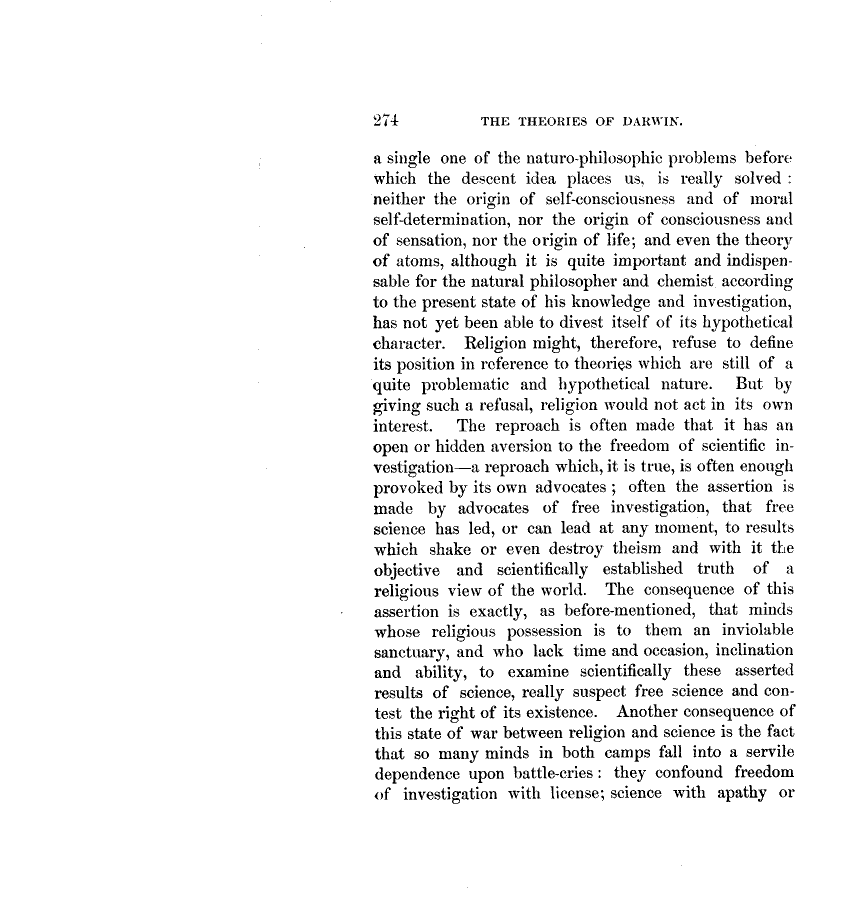 274 THE THEORIES OF DARWIN.
a single one of the naturo-philosophic problems before
which the descent idea places us, is really solved :
neither the origin of self-consciousness and of moral
self-determination, nor the origin of consciousness and
of sensation, nor the origin of life; and even the theory
of atoms, although it is quite important and indispen-
sable for the natural philosopher and chemist according
to the present state of his knowledge and investigation,
has not yet been able to divest itself of its hypothetical
character. Religion might, therefore, refuse to define
its position in reference to theories which are still of a
quite problematic and hypothetical nature. But by
giving such a refusal, religion would not act in its own
interest. The reproach is often made that it has an
open or hidden aversion to the freedom of scientific in-
vestigation—a reproach which, it is true, is often enough
provoked by its own advocates ; often the assertion is
made by advocates of free investigation, that free
science has led, or can lead at any moment, to results
which shake or even destroy theism and with it the
objective and scientifically established truth of a
religious view of the world. The consequence of this
assertion is exactly, as before-mentioned, that minds
whose religious possession is to them an inviolable
sanctuary, and who lack time and occasion, inclination
and ability, to examine scientifically these asserted
results of science, really suspect free science and con-
test the right of its existence. Another consequence of
this state of war between religion and science is the fact
that so many minds in both camps fall into a servile
dependence upon battle-cries : they confound freedom
of investigation with license; science with apathy or